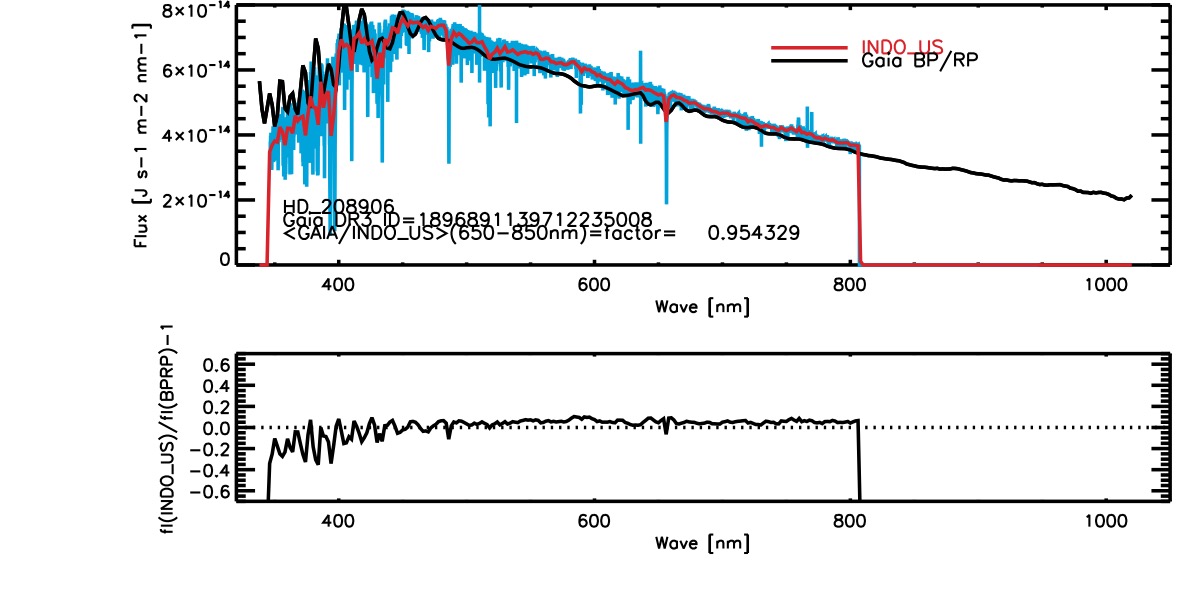 8×10⁻¹⁴
6×10⁻¹⁴
4×10⁻¹⁴
2×10⁻¹⁴
0
Flux [J s−1 m−2 nm−1]
INDO_US
Gaia BP/RP
HD_208906
Gaia DR3 ID=1896891139712235008
<GAIA/INDO_US>(650−850nm)=factor= 0.954329
400 600 800 1000
Wave [nm]
0.6
0.4
0.2
0.0
−0.2
−0.4
−0.6
fl(INDO_US)/fl(BPRP)−1
400 600 800 1000
Wave [nm]